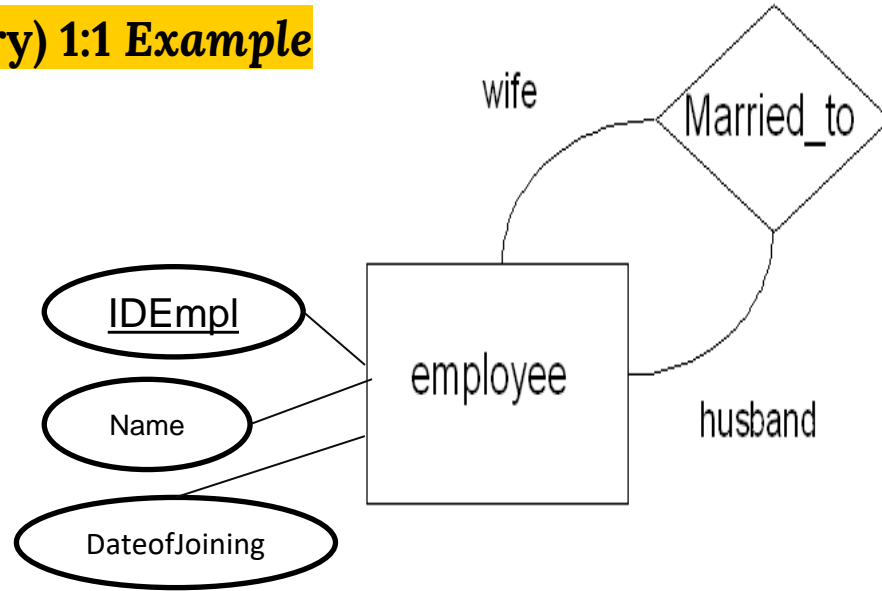 ry) 1:1 Example
wife
Married_to
IDEmpl
employee
Name
husband
DateofJoining